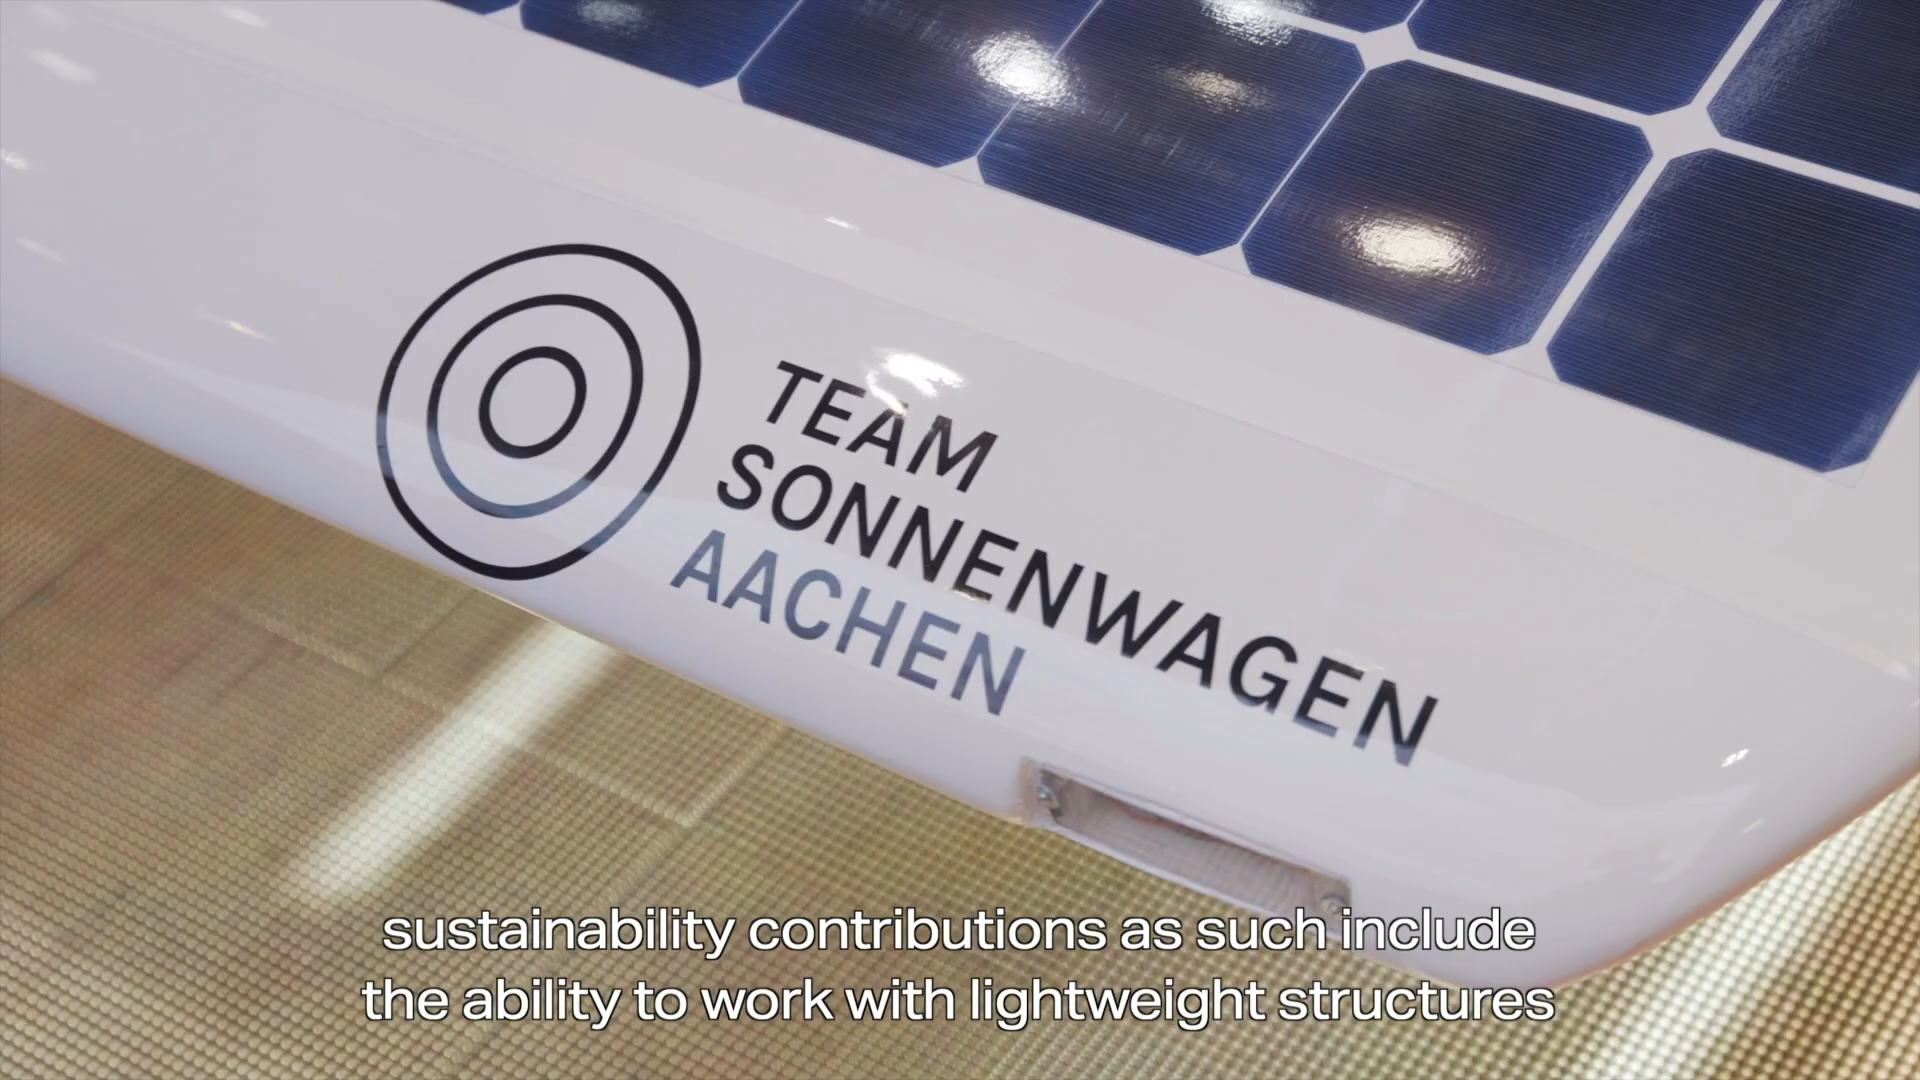 TEAM
SONNENWAGEN
AACHEN
sustainability contributions as such include
the ability to work with lightweight structures